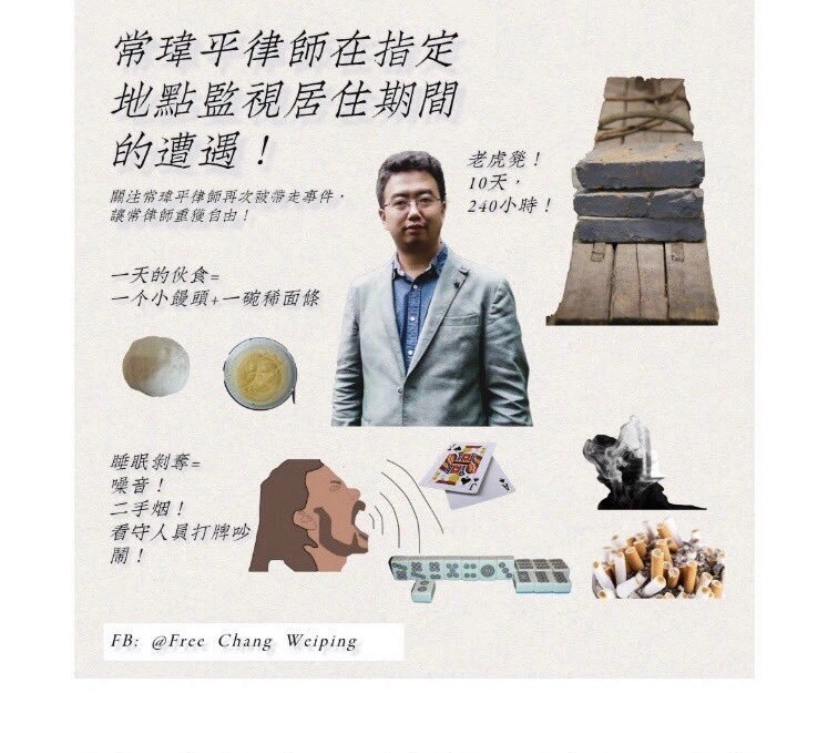 常瑋平律師在指定
地點監視居住期間
的遭遇！
關注常瑋平律師再次被帶走事件，
讓常律師重獲自由！
老虎凳！
10天，
240小時！
一天的伙食=
一个小饅頭+一碗稀面條
睡眠剝奪=
噪音！
二手烟！
看守人員打牌吵
鬧！
FB: @Free Chang Weiping